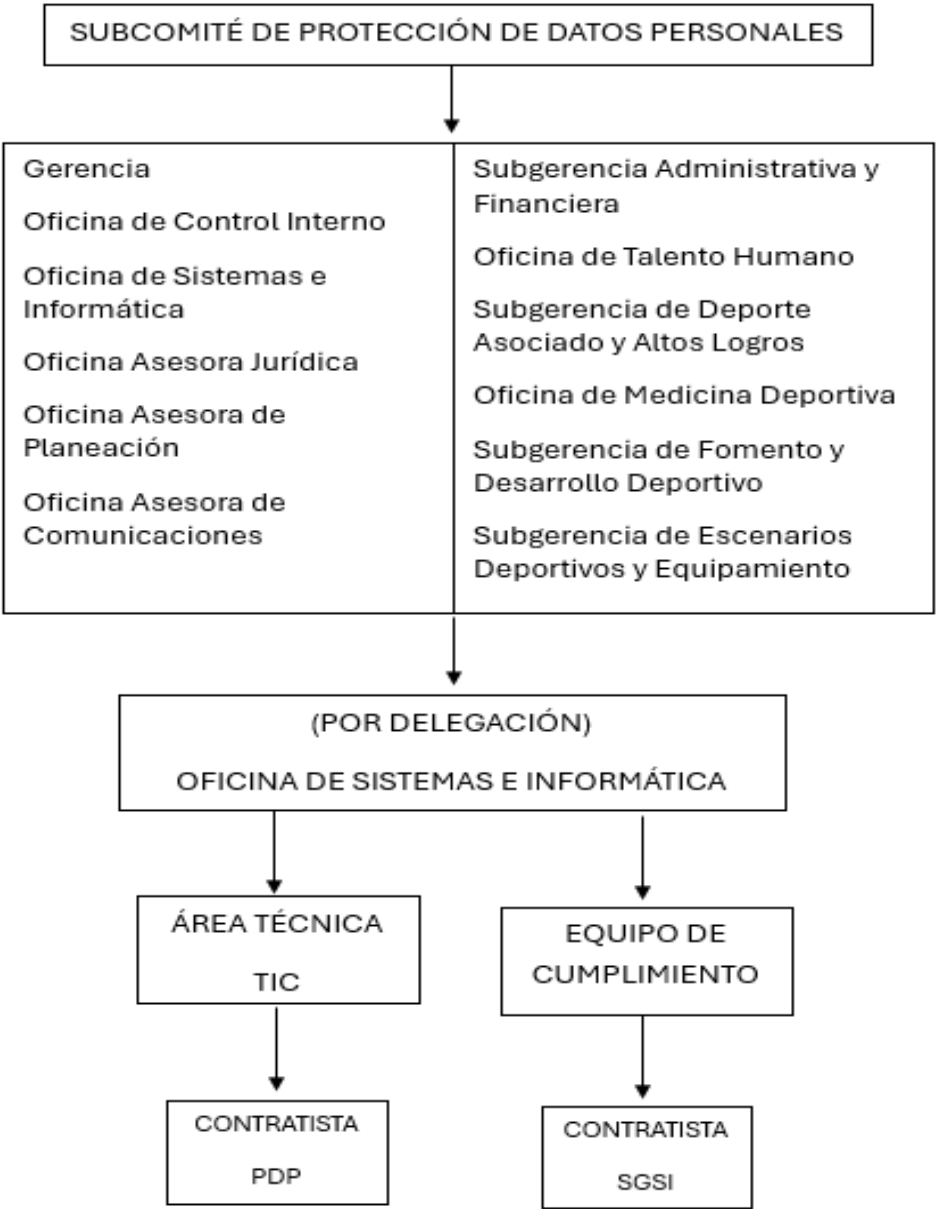 SUBCOMITÉ DE PROTECCIÓN DE DATOS PERSONALES
Gerencia
Oficina de Control Interno
Oficina de Sistemas e
Informática
Oficina Asesora Jurídica
Oficina Asesora de
Planeación
Oficina Asesora de
Comunicaciones
Subgerencia Administrativa y
Financiera
Oficina de Talento Humano
Subgerencia de Deporte
Asociado y Altos Logros
Oficina de Medicina Deportiva
Subgerencia de Fomento y
Desarrollo Deportivo
Subgerencia de Escenarios
Deportivos y Equipamiento
(POR DELEGACIÓN)
OFICINA DE SISTEMAS E INFORMÁTICA
ÁREA TÉCNICA
TIC
EQUIPO DE
CUMPLIMIENTO
CONTRATISTA
PDP
CONTRATISTA
SGSI